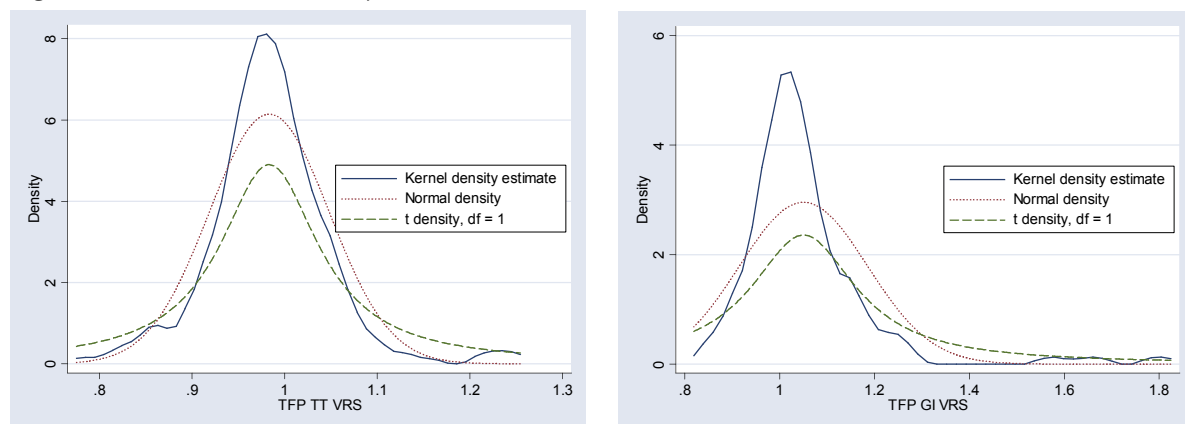 8
6
4
2
0
Density
.8
.9
1
1.1
1.2
1.3
TFP TT VRS
Kernel density estimate
Normal density
t density, df = 1
6
4
2
0
Density
.8
1
1.2
1.4
1.6
1.8
TFP GI VRS
Kernel density estimate
Normal density
t density, df = 1